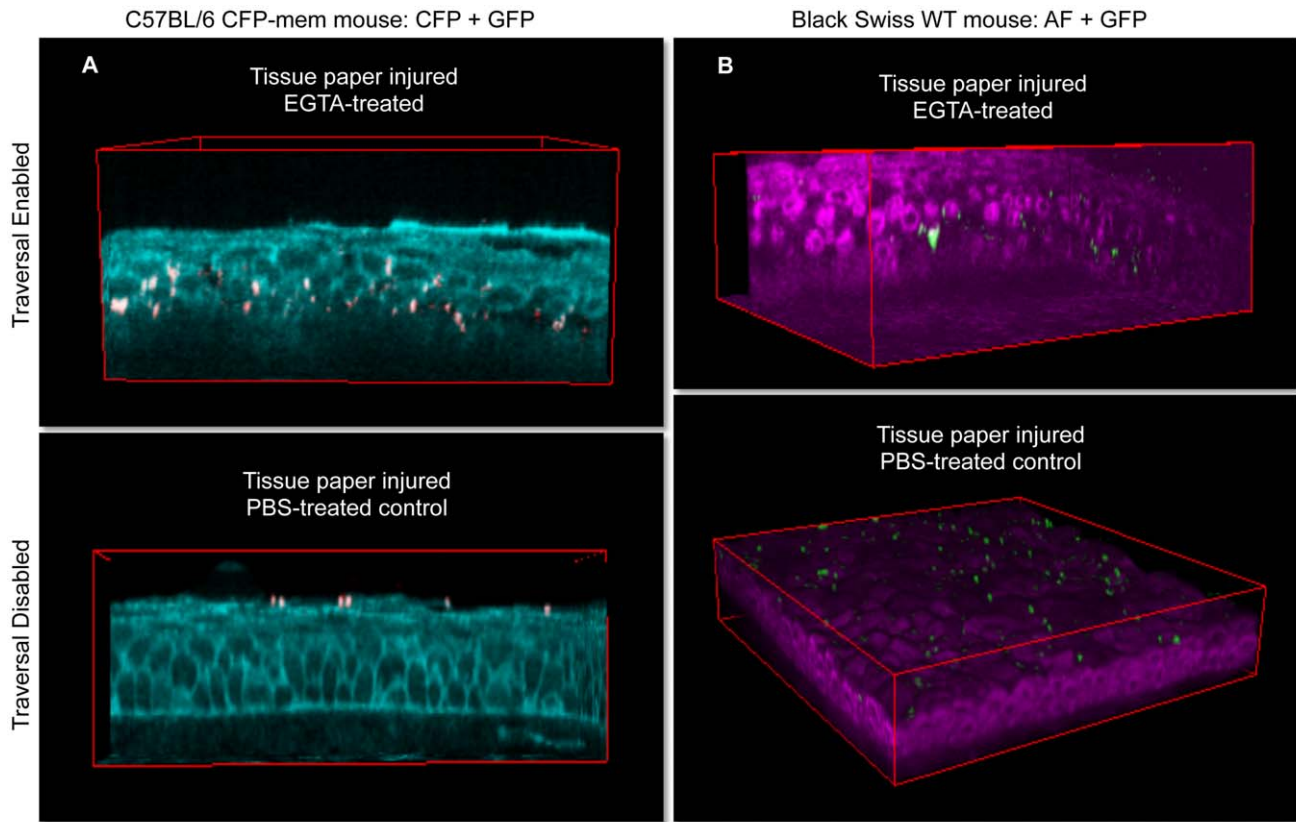 C57BL/6 CFP-mem mouse: CFP + GFP
Black Swiss WT mouse: AF + GFP
Traversal Enabled
A
Tissue paper injured
EGTA-treated
B
Tissue paper injured
EGTA-treated
Traversal Disabled
Tissue paper injured
PBS-treated control
Tissue paper injured
PBS-treated control